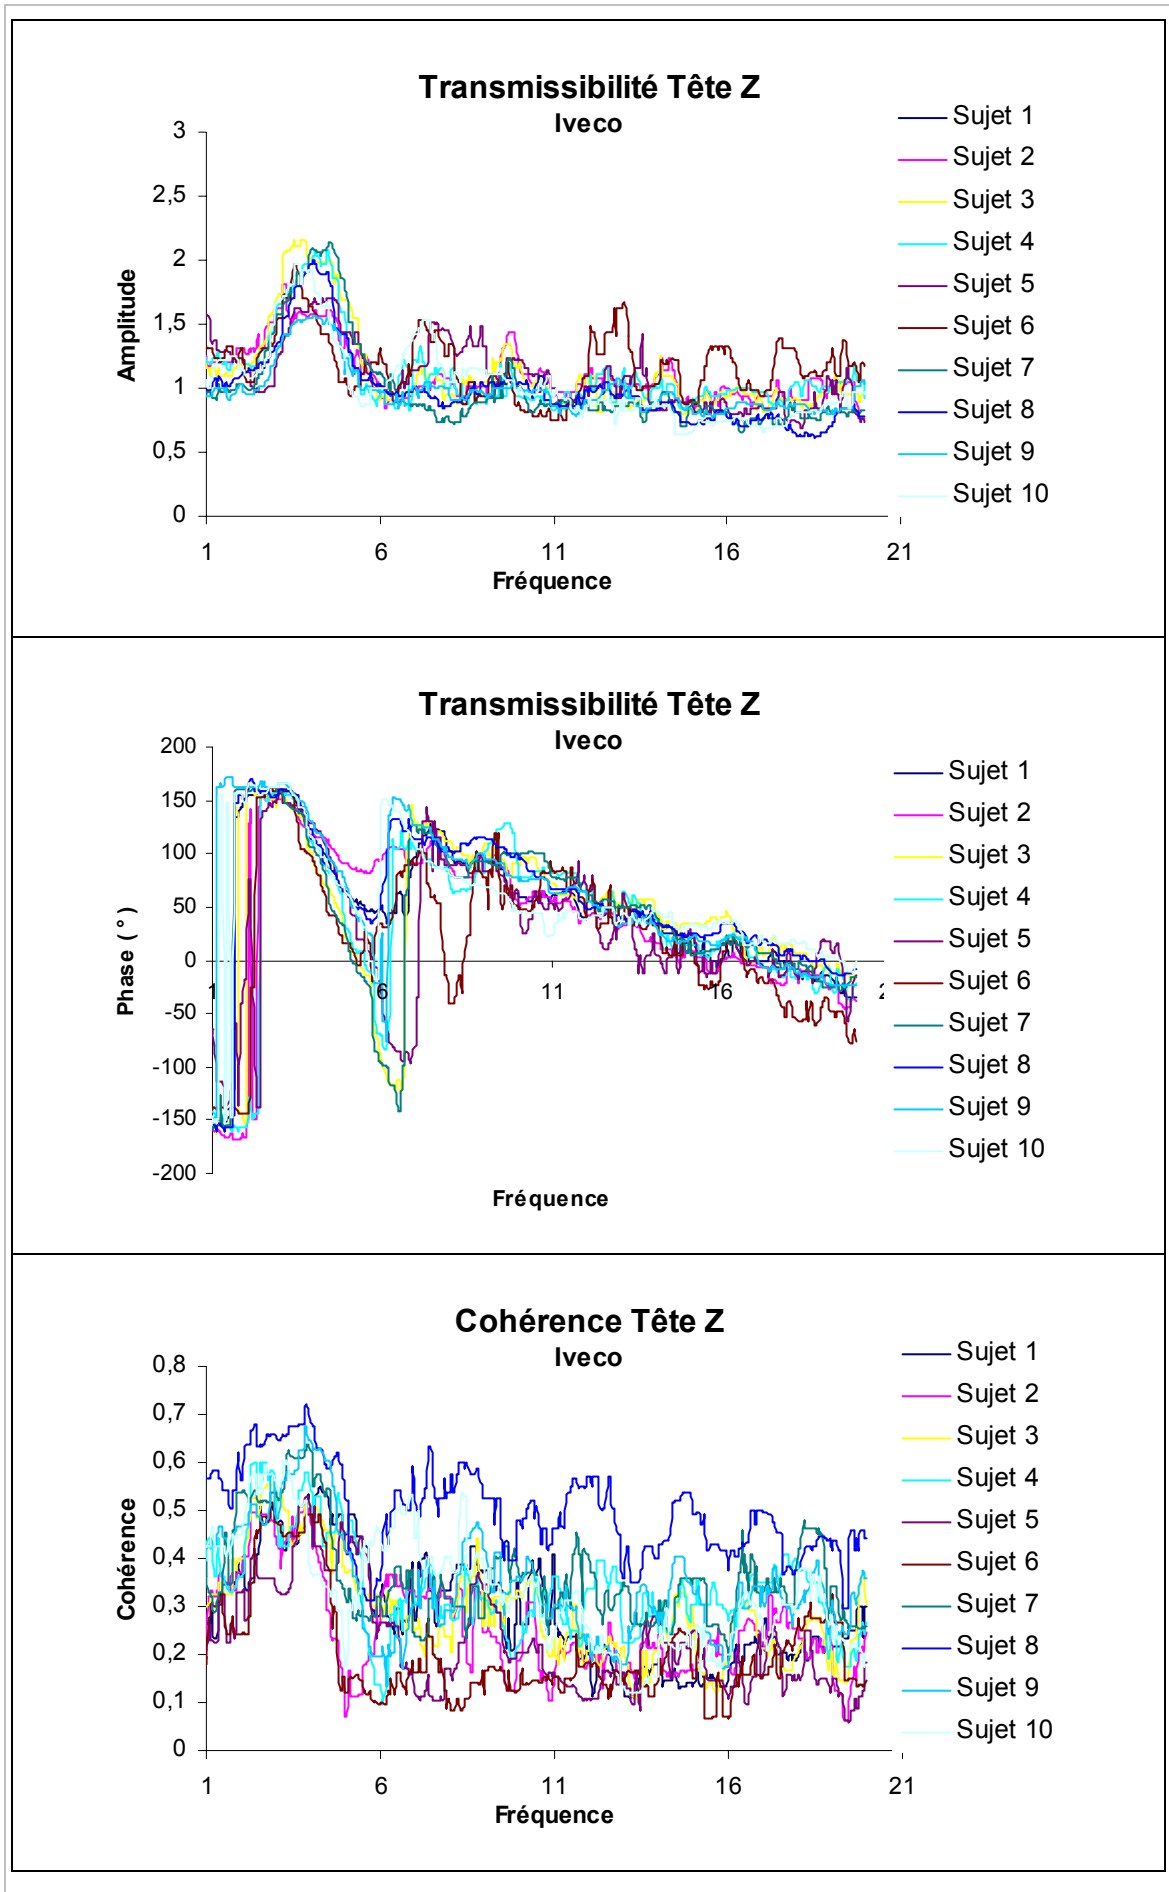 Transmissibilité Tête Z
Iveco
Amplitude
3
2,5
2
1,5
1
0,5
0
1 6 11 16 21
Fréquence
Sujet 1
Sujet 2
Sujet 3
Sujet 4
Sujet 5
Sujet 6
Sujet 7
Sujet 8
Sujet 9
Sujet 10
Transmissibilité Tête Z
Iveco
Phase ( °)
200
150
100
50
0
-50
-100
-150
-200
1 6 11 16 2
Fréquence
Sujet 1
Sujet 2
Sujet 3
Sujet 4
Sujet 5
Sujet 6
Sujet 7
Sujet 8
Sujet 9
Sujet 10
Cohérence Tête Z
Iveco
Cohérence
0,8
0,7
0,6
0,5
0,4
0,3
0,2
0,1
0
1 6 11 16 21
Fréquence
Sujet 1
Sujet 2
Sujet 3
Sujet 4
Sujet 5
Sujet 6
Sujet 7
Sujet 8
Sujet 9
Sujet 10